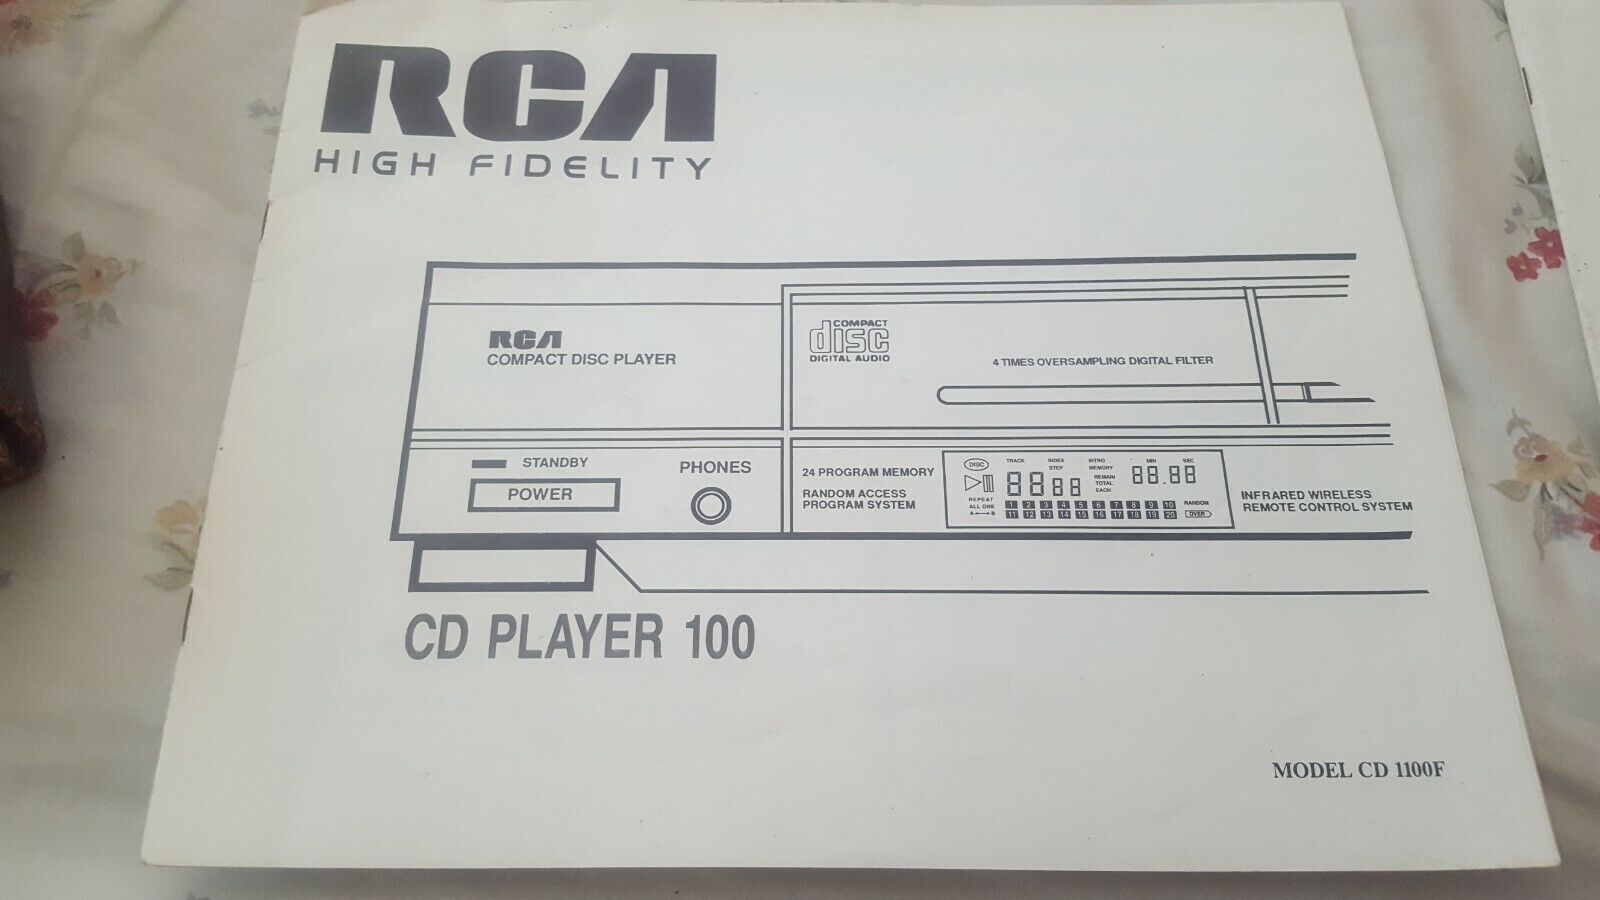 RCA
HIGH FIDELITY
RCA
COMPACT DISC PLAYER
COMPACT
disc
DIGITAL AUDIO
4 TIMES OVERSAMPLING DIGITAL FILTER
STANDBY
POWER
PHONES
24 PROGRAM MEMORY
RANDOM ACCESS
PROGRAM SYSTEM
DISC
TRACK
INDEX
STEP
INTRO
MEMORY
REMAIN
TOTAL
EACH
MIN
SEC
88 88
88.88
REPEAT
ALL ONE
A ↔ B
1 2 3 4 5 6 7 8 9 10
11 12 13 14 15 16 17 18 19 20
RANDOM
OVER
INFRARED WIRELESS
REMOTE CONTROL SYSTEM
CD PLAYER 100
MODEL CD 1100F